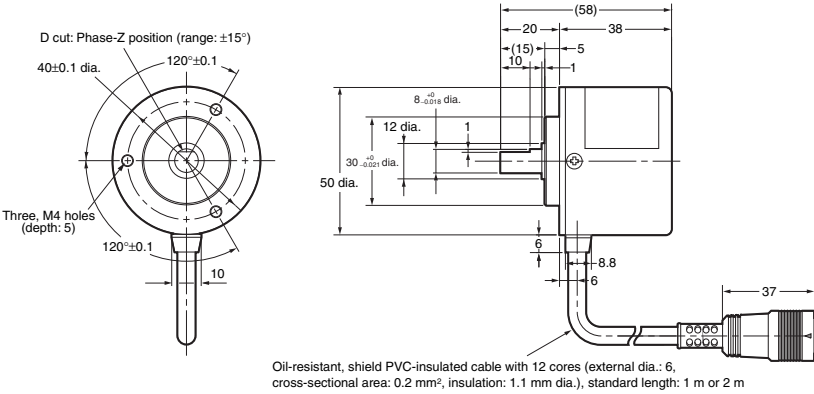 D cut: Phase-Z position (range: ±15°)
40±0.1 dia.
120°±0.1
Three, M4 holes
(depth: 5)
120°±0.1
10
(58)
20
38
(15)
5
10
1
8 +0 -0.018 dia.
12 dia.
1
30 +0 -0.021 dia.
50 dia.
6
8.8
6
37
Oil-resistant, shield PVC-insulated cable with 12 cores (external dia.: 6,
cross-sectional area: 0.2 mm², insulation: 1.1 mm dia.), standard length: 1 m or 2 m